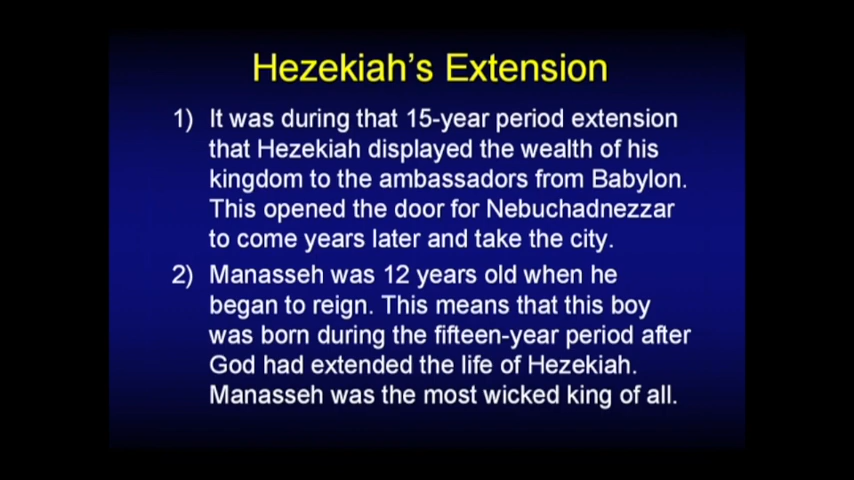 Hezekiah's Extension
1) It was during that 15-year period extension
that Hezekiah displayed the wealth of his
kingdom to the ambassadors from Babylon.
This opened the door for Nebuchadnezzar
to come years later and take the city.
2) Manasseh was 12 years old when he
began to reign. This means that this boy
was born during the fifteen-year period after
God had extended the life of Hezekiah.
Manasseh was the most wicked king of all.